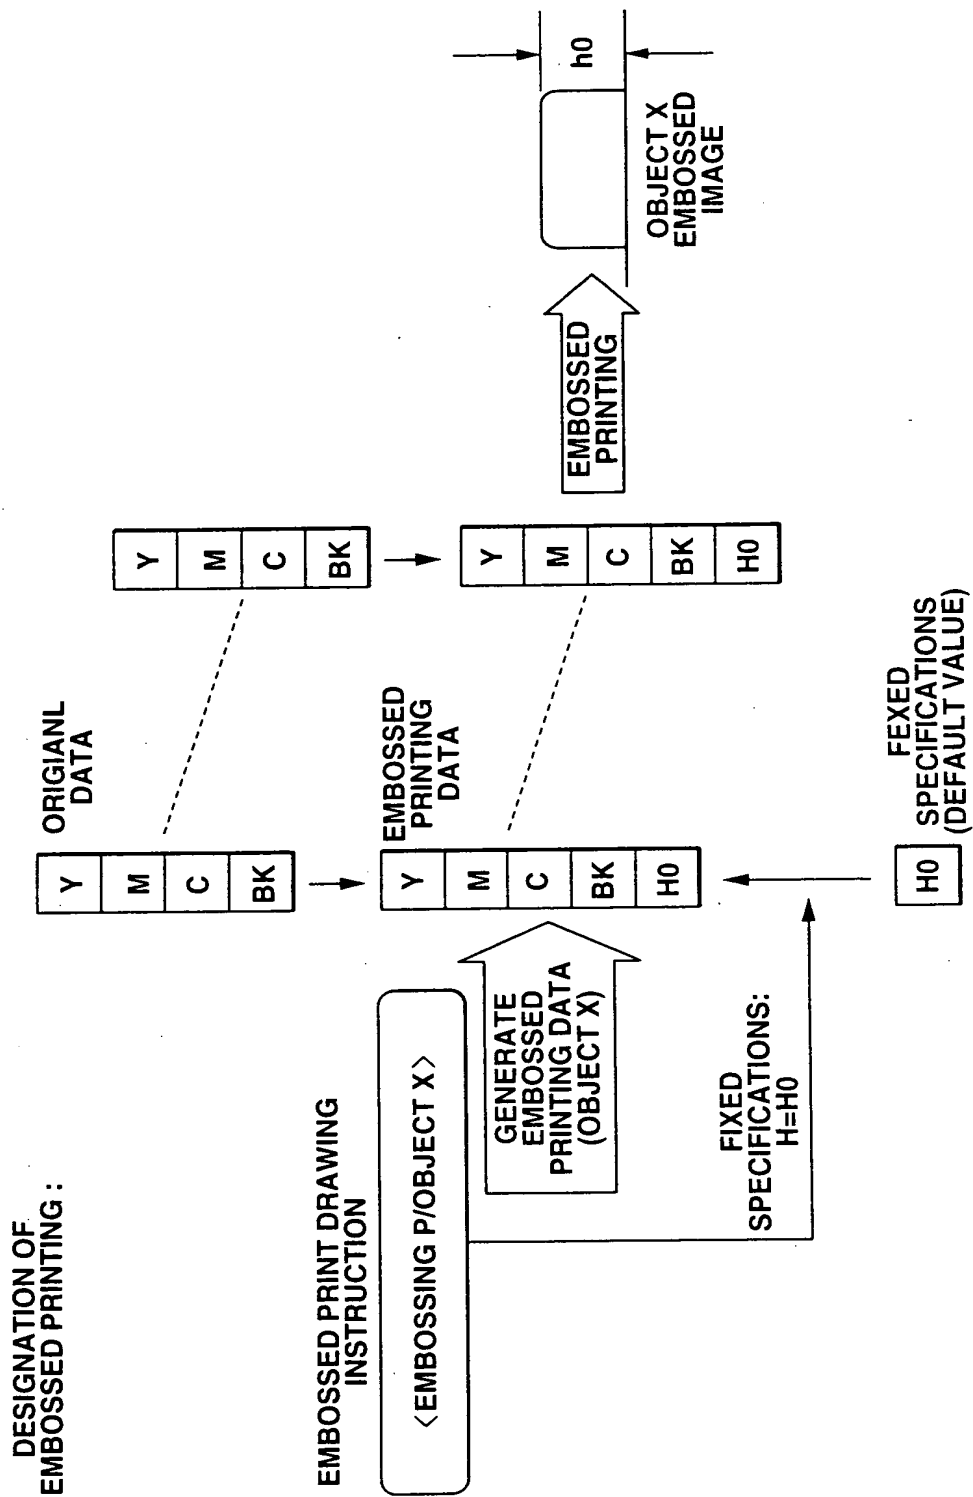 DESIGNATION OF
EMBOSSED PRINTING :
EMBOSSED PRINT DRAWING
INSTRUCTION
<EMBOSSING P/OBJECT X>
GENERATE
EMBOSSED
PRINTING DATA
(OBJECT X)
FIXED
SPECIFICATIONS:
H=H0
ORIGIANL
DATA
Y
M
C
BK
Y
M
C
BK
EMBOSSED
PRINTING
DATA
Y
M
C
BK
H0
Y
M
C
BK
H0
H0
FEXED
SPECIFICATIONS
(DEFAULT VALUE)
EMBOSSED
PRINTING
h0
OBJECT X
EMBOSSED
IMAGE